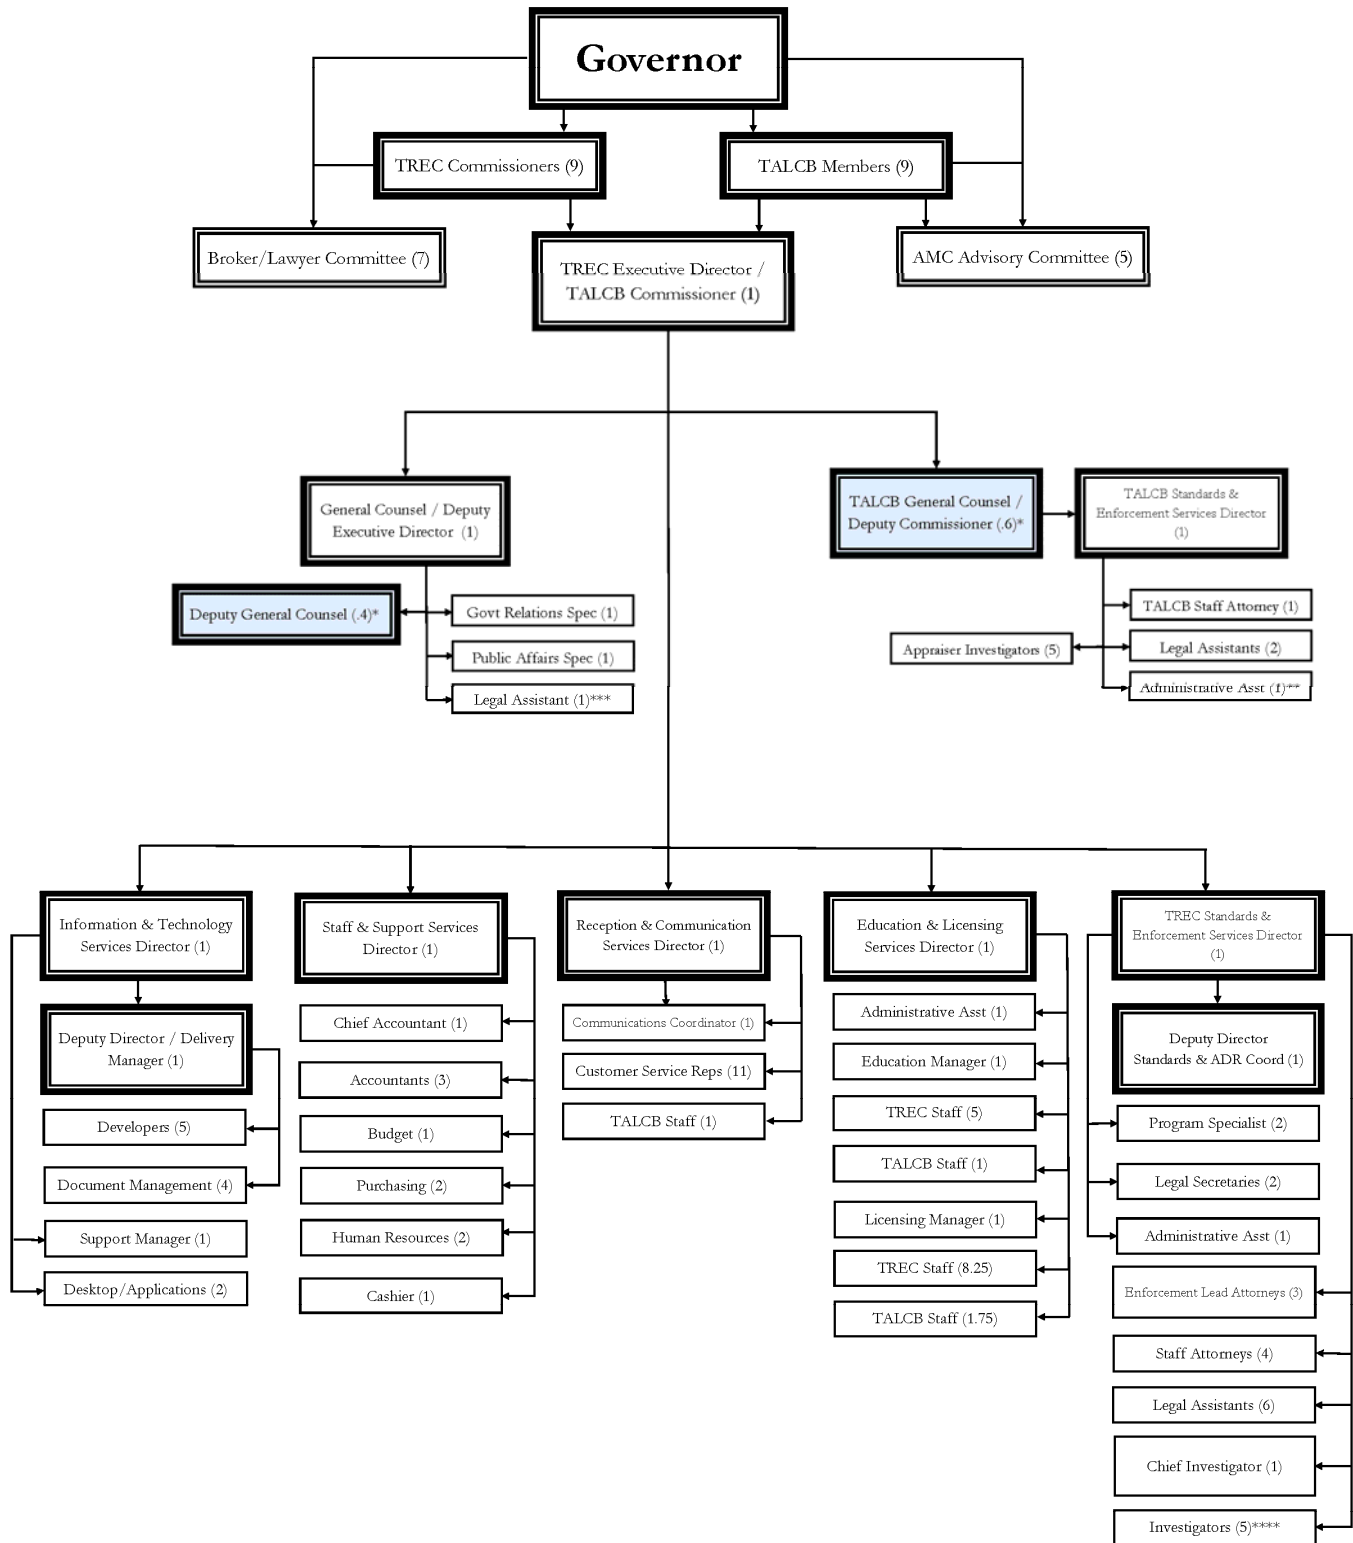 Governor
TREC Commissioners (9)
TALCB Members (9)
Broker/Lawyer Committee (7)
TREC Executive Director /
TALCB Commissioner (1)
AMC Advisory Committee (5)
General Counsel / Deputy
Executive Director (1)
TALCB General Counsel /
Deputy Commissioner (.6)*
TALCB Standards &
Enforcement Services Director
(1)
Deputy General Counsel (.4)*
Govt Relations Spec (1)
Public Affairs Spec (1)
Legal Assistant (1)***
TALCB Staff Attorney (1)
Appraiser Investigators (5)
Legal Assistants (2)
Administrative Asst (1)**
Information & Technology
Services Director (1)
Deputy Director / Delivery
Manager (1)
Developers (5)
Document Management (4)
Support Manager (1)
Desktop/Applications (2)
Staff & Support Services
Director (1)
Chief Accountant (1)
Accountants (3)
Budget (1)
Purchasing (2)
Human Resources (2)
Cashier (1)
Reception & Communication
Services Director (1)
Communications Coordinator (1)
Customer Service Reps (11)
TALCB Staff (1)
Education & Licensing
Services Director (1)
Administrative Asst (1)
Education Manager (1)
TREC Staff (5)
TALCB Staff (1)
Licensing Manager (1)
TREC Staff (8.25)
TALCB Staff (1.75)
TREC Standards &
Enforcement Services Director
(1)
Deputy Director
Standards & ADR Coord (1)
Program Specialist (2)
Legal Secretaries (2)
Administrative Asst (1)
Enforcement Lead Attorneys (3)
Staff Attorneys (4)
Legal Assistants (6)
Chief Investigator (1)
Investigators (5)****